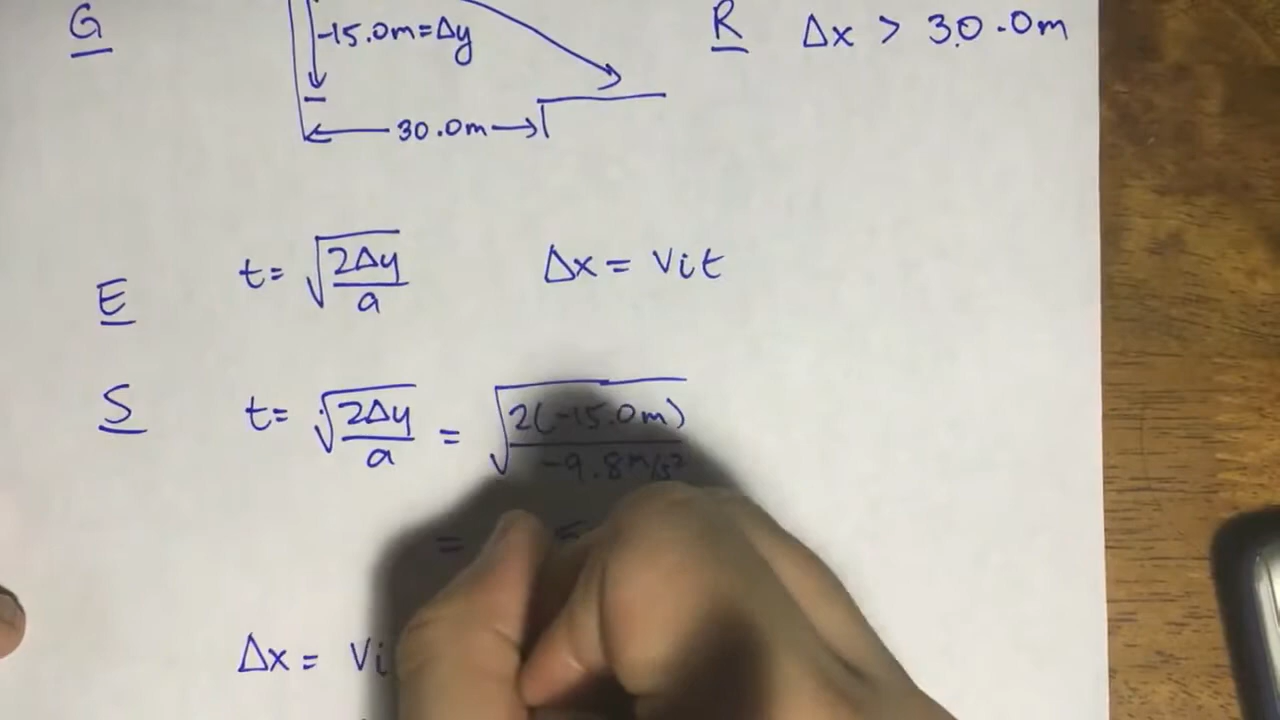 G
-15.0m=Δy
30.0m
R Δx > 30.0m
E t= √(2Δy/a) Δx = Vit
S t= √(2Δy/a) = √(2(-15.0m)/-9.8m/s²)
=
Δx = Vi